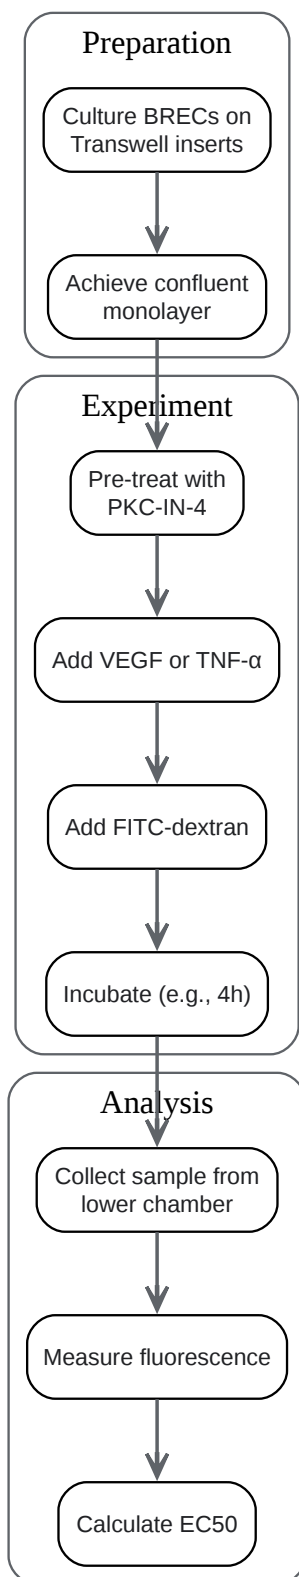 Preparation
Culture BRECs on
Transwell inserts
Achieve confluent
monolayer
Experiment
Pre-treat with
PKC-IN-4
Add VEGF or TNF-α
Add FITC-dextran
Incubate (e.g., 4h)
Analysis
Collect sample from
lower chamber
Measure fluorescence
Calculate EC50